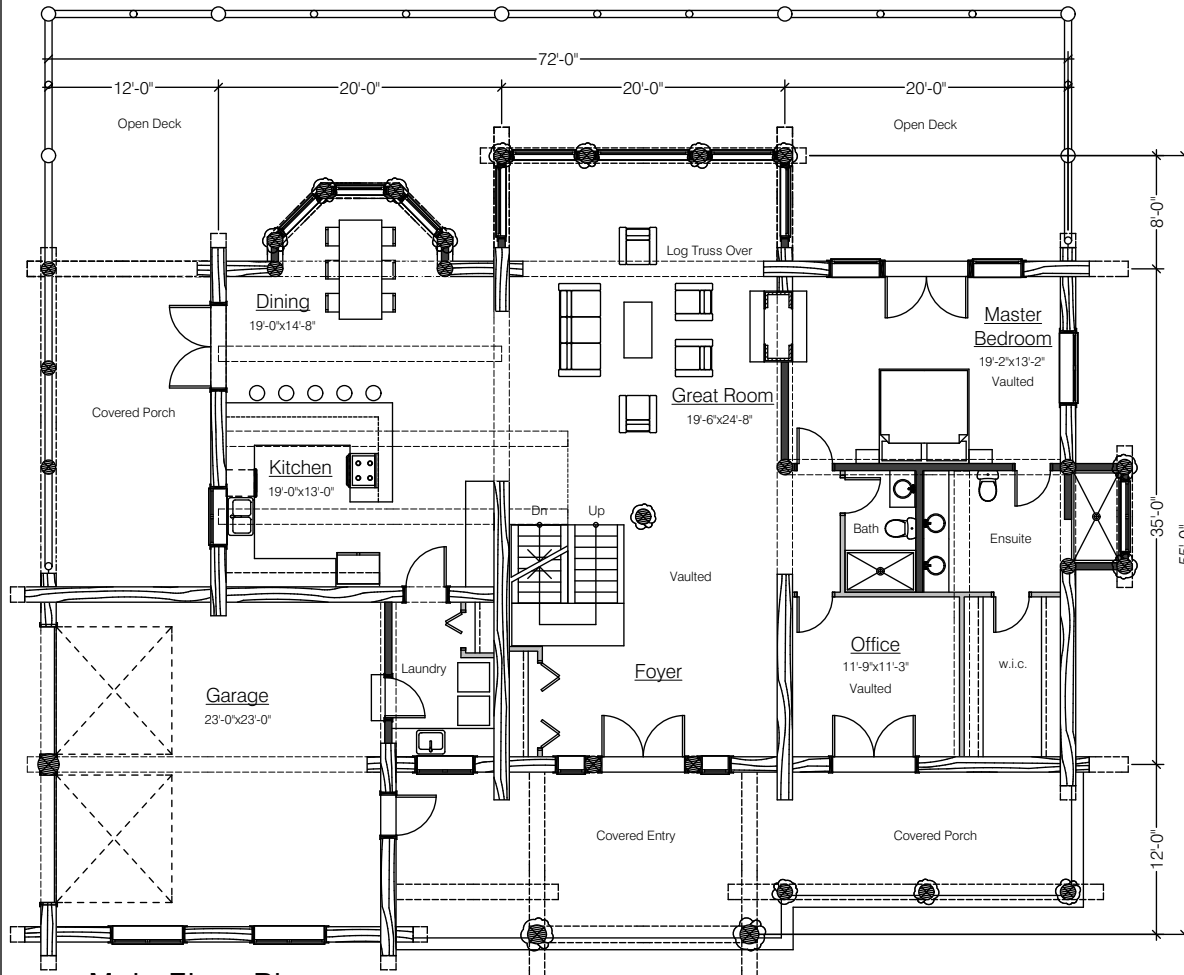 72'-0"
12'-0"
20'-0"
20'-0"
20'-0"
Open Deck
Open Deck
8'-0"
Log Truss Over
Dining
19'-0"x14'-8"
Master
Bedroom
19'-2"x13'-2"
Vaulted
Covered Porch
Great Room
19'-6"x24'-8"
Kitchen
19'-0"x13'-0"
Dn
Up
Bath
Ensuite
35'-0"
55'-0"
Vaulted
Laundry
Foyer
Office
11'-9"x11'-3"
Vaulted
w.i.c.
Garage
23'-0"x23'-0"
Covered Entry
Covered Porch
12'-0"